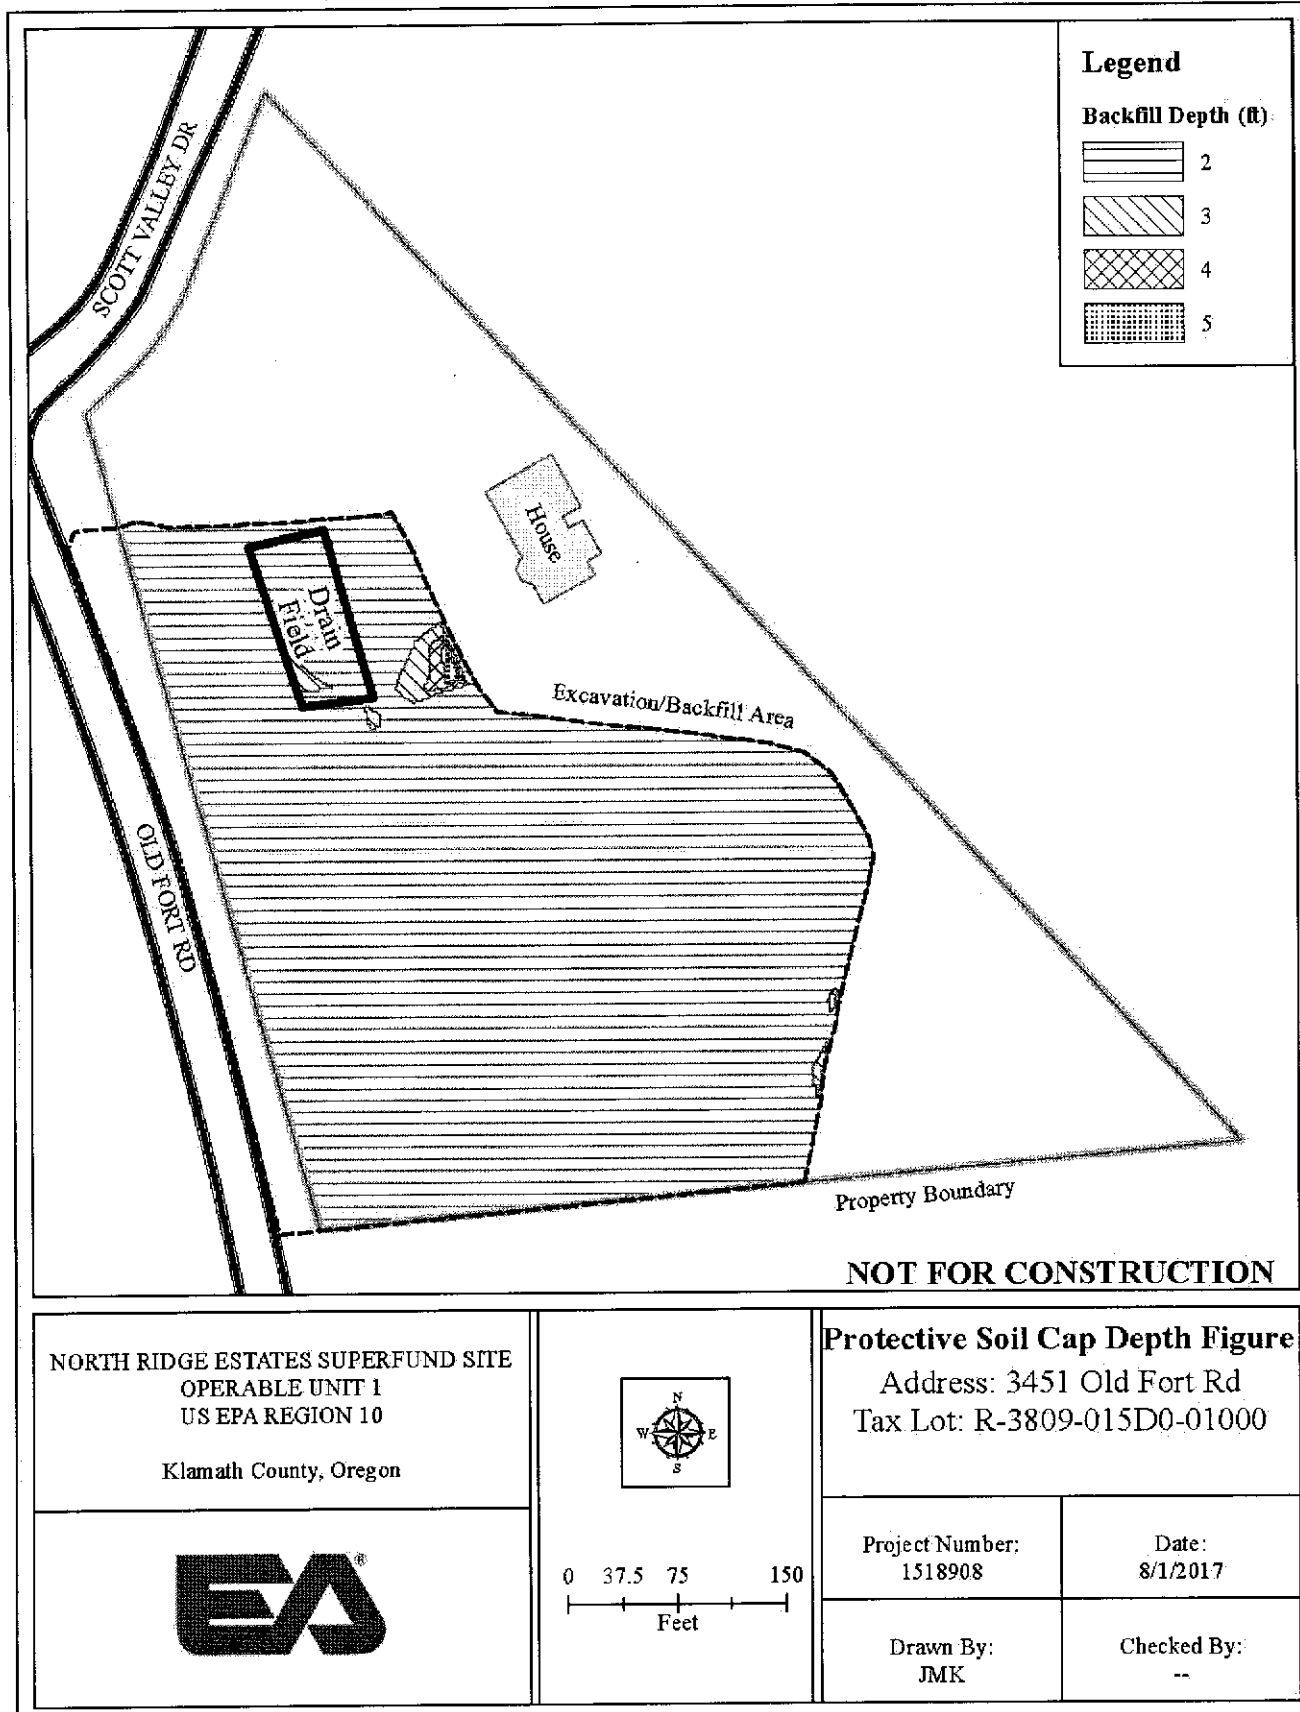 Legend
Backfill Depth (ft)
2
3
4
5
SCOTT VALLEY DR
House
Drain
Field
Excavation/Backfill Area
OLD FORT RD
Property Boundary
NOT FOR CONSTRUCTION
NORTH RIDGE ESTATES SUPERFUND SITE
OPERABLE UNIT 1
US EPA REGION 10
Klamath County, Oregon
EA®
N
W E
S
0 37.5 75 150
Feet
Protective Soil Cap Depth Figure
Address: 3451 Old Fort Rd
Tax Lot: R-3809-015D0-01000
Project Number:
1518908
Date:
8/1/2017
Drawn By:
JMK
Checked By:
--